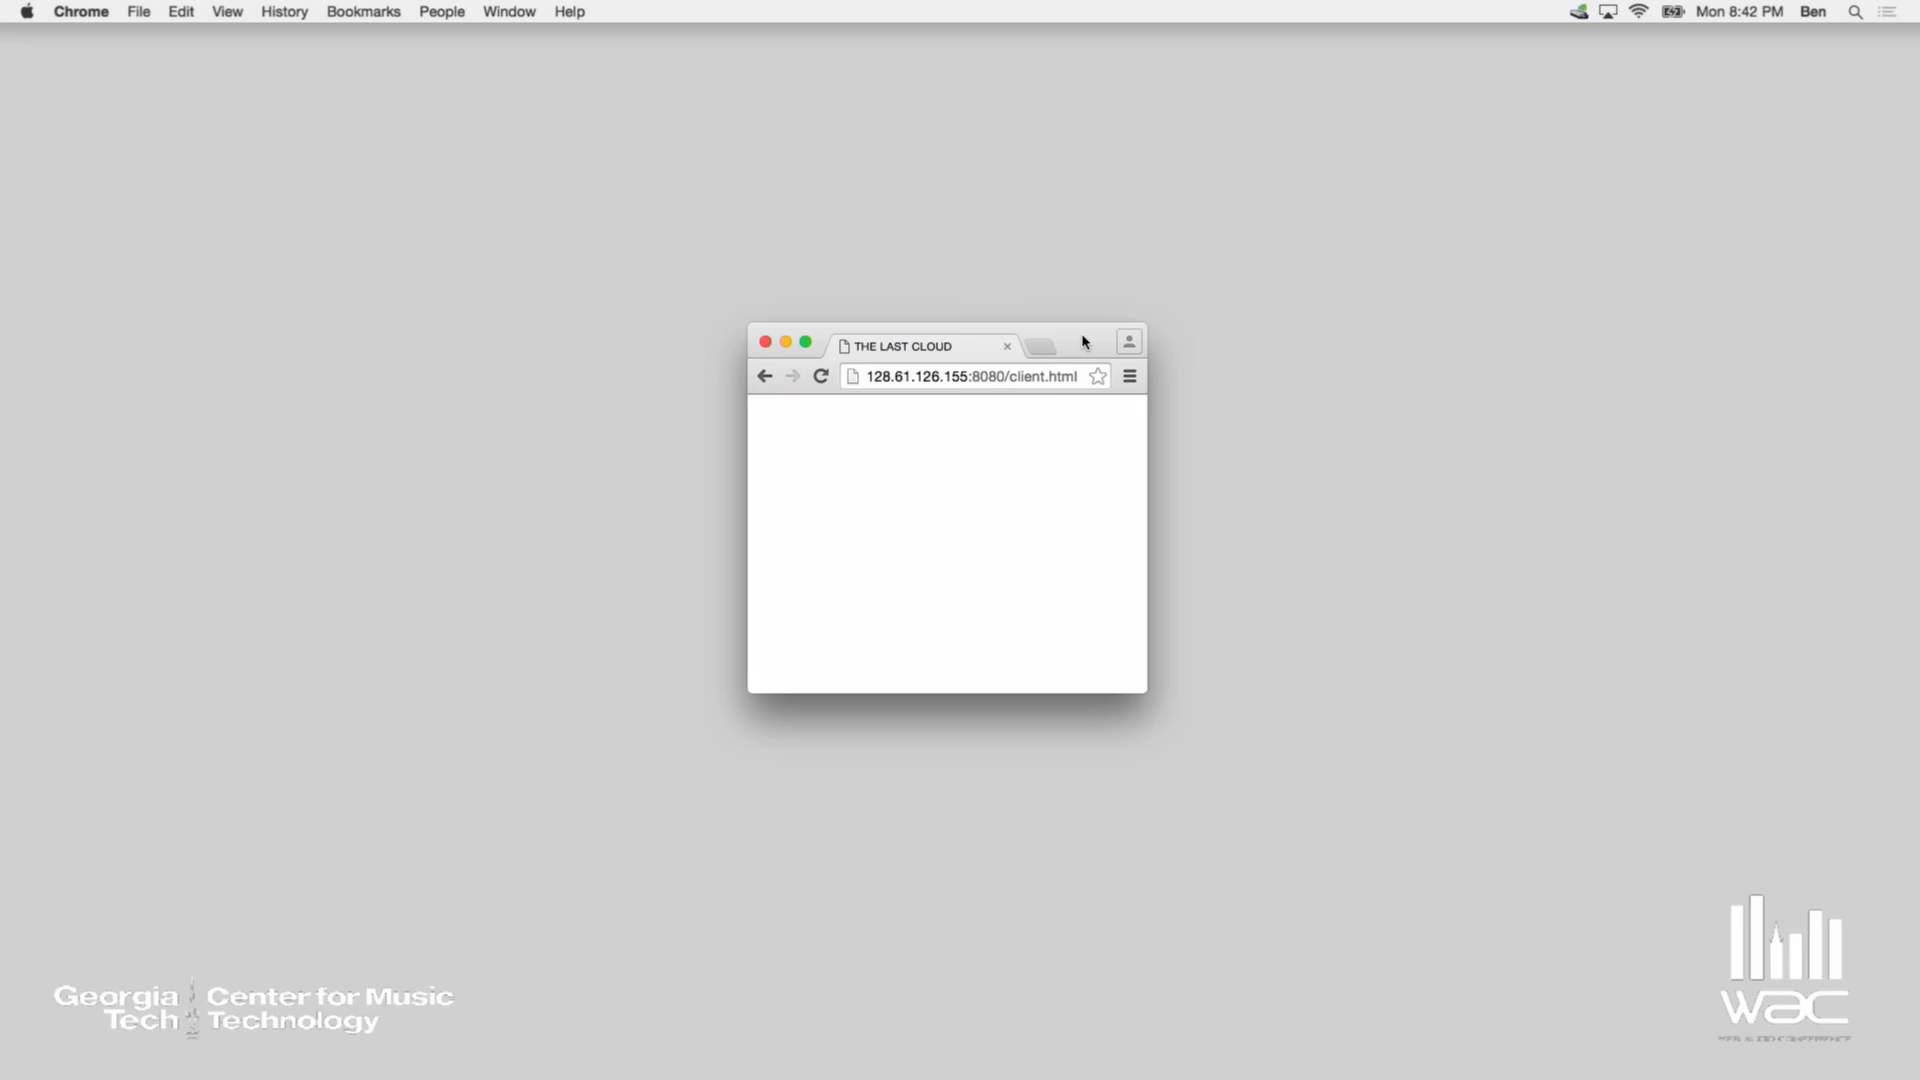 Chrome File Edit View History Bookmarks People Window Help Mon 8:42 PM Ben
THE LAST CLOUD
128.61.126.155:8080/client.html
Georgia Tech
Center for Music Technology
wac